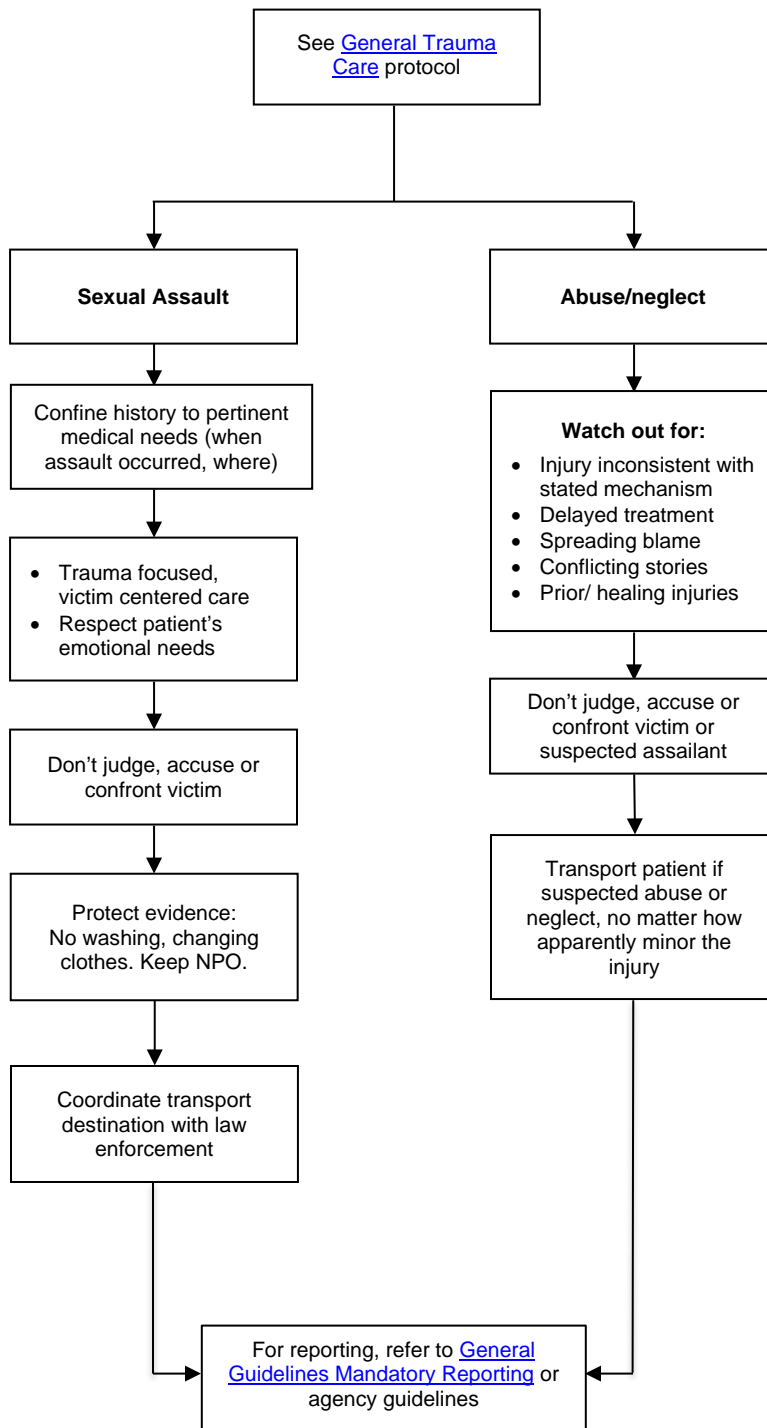 See General Trauma
Care protocol
Sexual Assault
Confine history to pertinent
medical needs (when
assault occurred, where)
• Trauma focused,
victim centered care
• Respect patient's
emotional needs
Don't judge, accuse or
confront victim
Protect evidence:
No washing, changing
clothes. Keep NPO.
Coordinate transport
destination with law
enforcement
Abuse/neglect
Watch out for:
• Injury inconsistent with
stated mechanism
• Delayed treatment
• Spreading blame
• Conflicting stories
• Prior/ healing injuries
Don't judge, accuse or
confront victim or
suspected assailant
Transport patient if
suspected abuse or
neglect, no matter how
apparently minor the
injury
For reporting, refer to General
Guidelines Mandatory Reporting or
agency guidelines